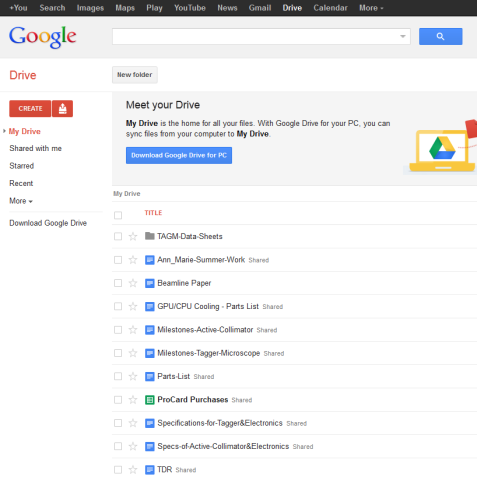 +You Search Images Maps Play YouTube News Gmail Drive Calendar More
Google
Drive
New folder
CREATE
Meet your Drive
My Drive is the home for all your files. With Google Drive for your PC, you can
sync files from your computer to My Drive.
Download Google Drive for PC
My Drive
Shared with me
Starred
Recent
More
Download Google Drive
My Drive
TITLE
TAGM-Data-Sheets
Ann_Marie-Summer-Work Shared
Beamline Paper
GPU/CPU Cooling - Parts List Shared
Milestones-Active-Collimator Shared
Milestones-Tagger-Microscope Shared
Parts-List Shared
ProCard Purchases Shared
Specifications-for-Tagger&Electronics Shared
Specs-of-Active-Collimator&Electronics Shared
TDR Shared